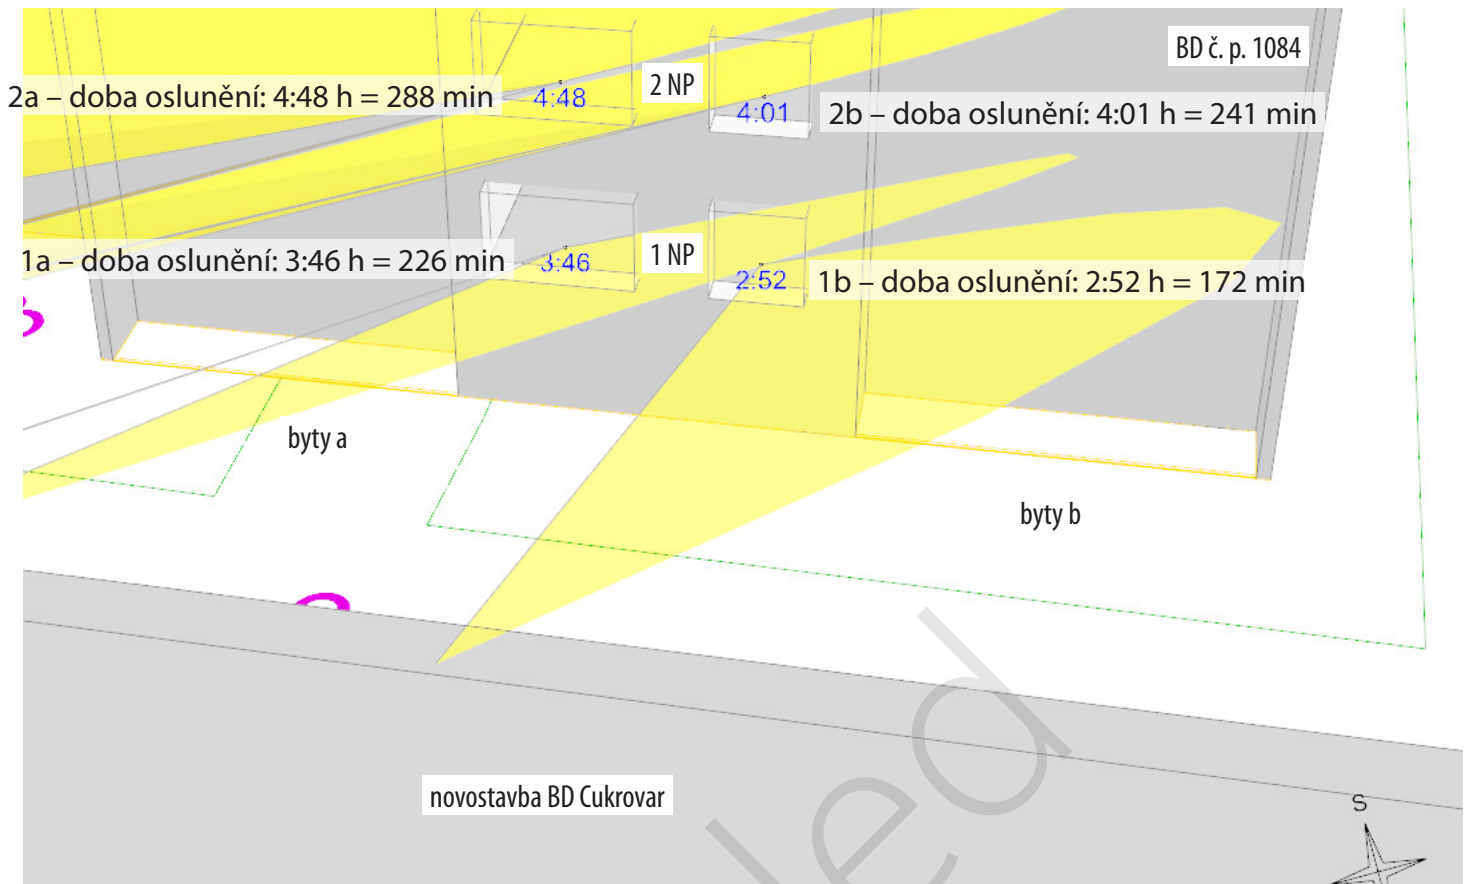 BD č. p. 1084
2a – doba oslunění: 4:48 h = 288 min
4:48
2 NP
4:01
2b – doba oslunění: 4:01 h = 241 min
1a – doba oslunění: 3:46 h = 226 min
3:46
1 NP
2:52
1b – doba oslunění: 2:52 h = 172 min
byty a
byty b
novostavba BD Cukrovar
S
led